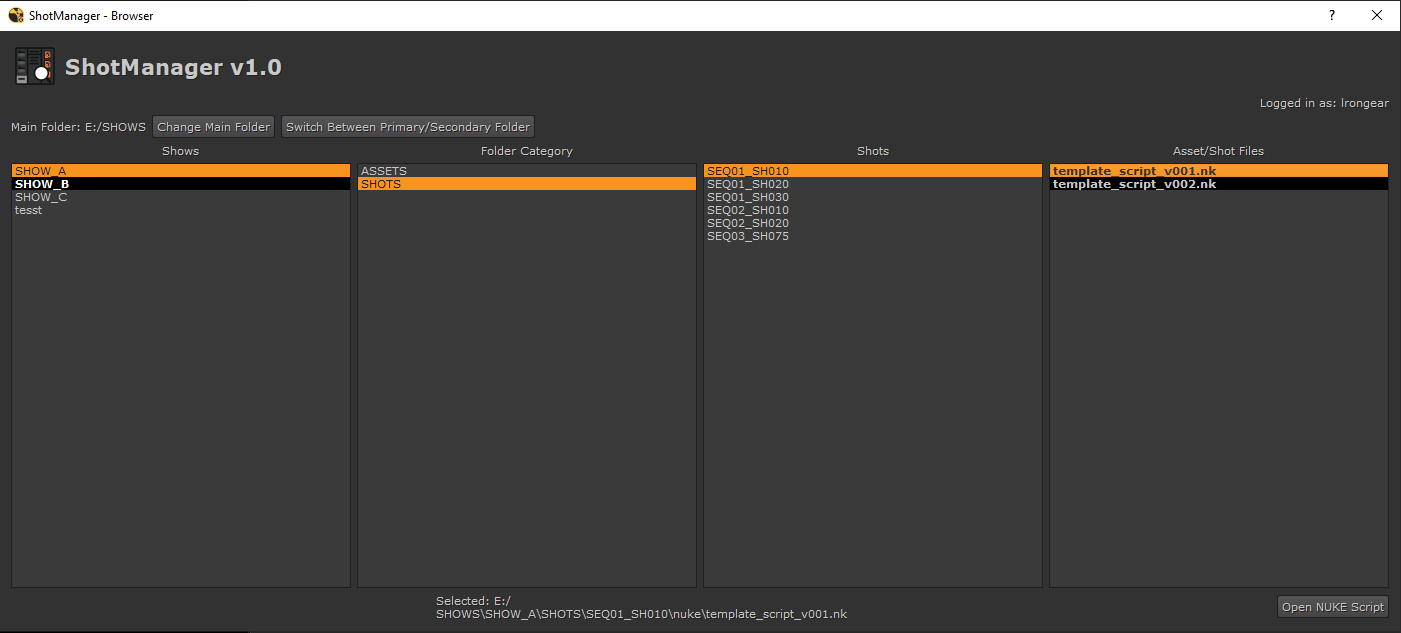 ShotManager - Browser
?
ShotManager v1.0
Logged in as: lrongear
Main Folder: E:/SHOWS Change Main Folder Switch Between Primary/Secondary Folder
Shows Folder Category Shots Asset/Shot Files
SHOW_A
SHOW_B
SHOW_C
tesst
ASSETS
SHOTS
SEQ01_SH010
SEQ01_SH020
SEQ01_SH030
SEQ02_SH010
SEQ02_SH020
SEQ03_SH075
template_script_v001.nk
template_script_v002.nk
Selected: E:/
SHOWS\SHOW_A\SHOTS\SEQ01_SH010\nuke\template_script_v001.nk
Open NUKE Script